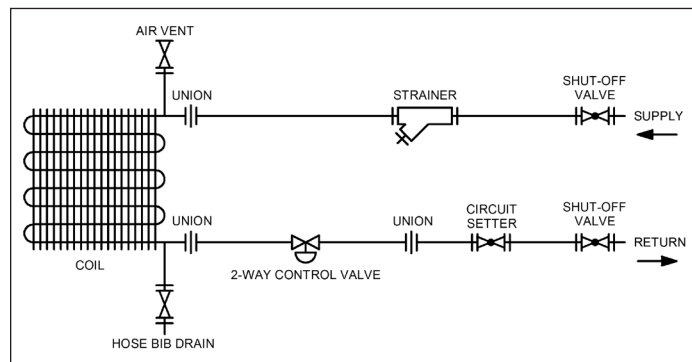 AIR VENT
UNION
STRAINER
SHUT-OFF
VALVE
SUPPLY
UNION
UNION
CIRCUIT
SETTER
SHUT-OFF
VALVE
RETURN
COIL
2-WAY CONTROL VALVE
HOSE BIB DRAIN